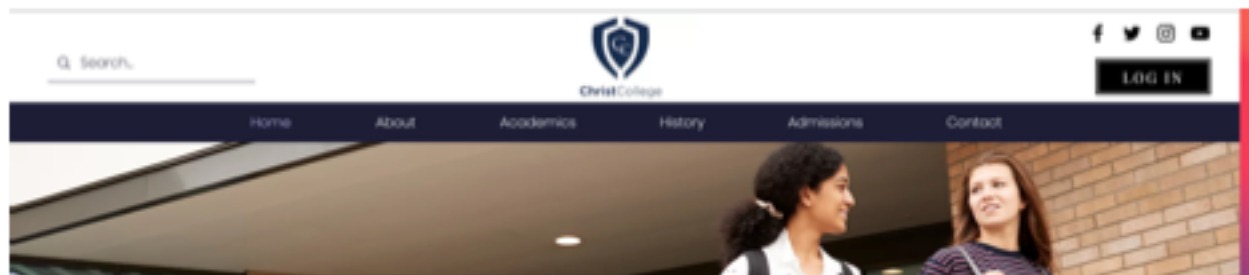 Search...
ChristCollege
LOG IN
Home About Academics History Admissions Contact